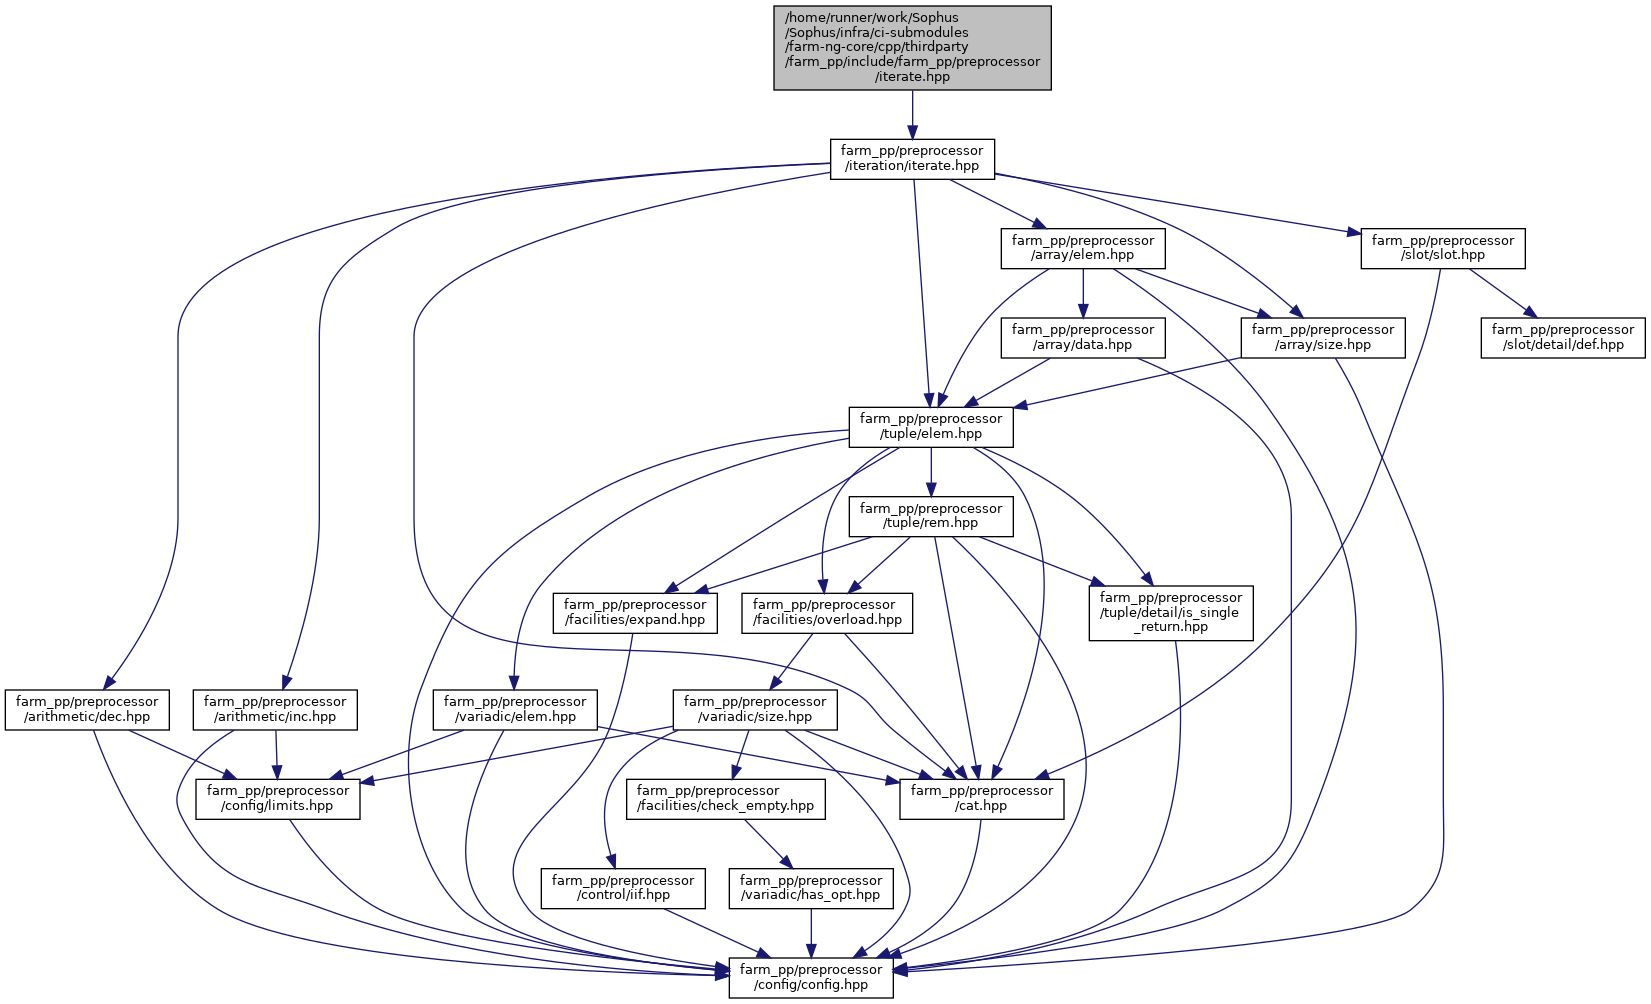 /home/runner/work/Sophus
/Sophus/infra/ci-submodules
/farm-ng-core/cpp/thirdparty
/farm_pp/include/farm_pp/preprocessor
/iterate.hpp
farm_pp/preprocessor
/iteration/iterate.hpp
farm_pp/preprocessor
/array/elem.hpp
farm_pp/preprocessor
/slot/slot.hpp
farm_pp/preprocessor
/array/data.hpp
farm_pp/preprocessor
/array/size.hpp
farm_pp/preprocessor
/slot/detail/def.hpp
farm_pp/preprocessor
/tuple/elem.hpp
farm_pp/preprocessor
/tuple/rem.hpp
farm_pp/preprocessor
/facilities/expand.hpp
farm_pp/preprocessor
/facilities/overload.hpp
farm_pp/preprocessor
/tuple/detail/is_single
_return.hpp
farm_pp/preprocessor
/arithmetic/dec.hpp
farm_pp/preprocessor
/arithmetic/inc.hpp
farm_pp/preprocessor
/variadic/elem.hpp
farm_pp/preprocessor
/variadic/size.hpp
farm_pp/preprocessor
/config/limits.hpp
farm_pp/preprocessor
/facilities/check_empty.hpp
farm_pp/preprocessor
/cat.hpp
farm_pp/preprocessor
/control/iif.hpp
farm_pp/preprocessor
/variadic/has_opt.hpp
farm_pp/preprocessor
/config/config.hpp